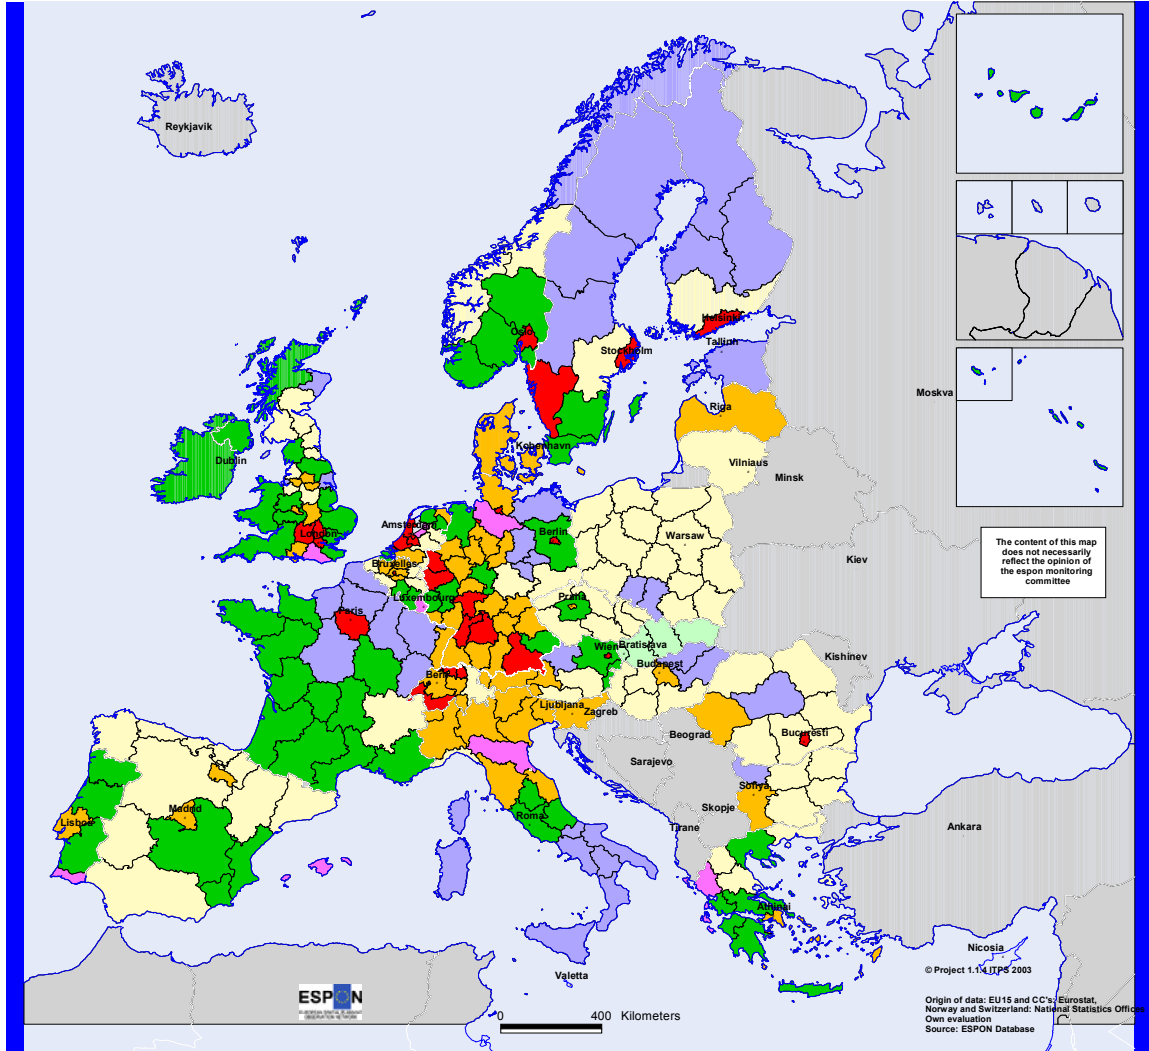 Reykjavik
Oslo
Helsinki
Stockholm
Tallinn
Moskva
Riga
København
Dublin
Vilniaus
Minsk
London
Amsterdam
Berlin
Warsaw
The content of this map
does not necessarily
reflect the opinion of
the espon monitoring
committee
Kiev
Bruxelles
Luxembourg
Praha
Paris
Wien
Bratislava
Kishinev
Budapest
Bern
Ljubljana
Zagreb
Beograd
Bucuresti
Sarajevo
Sofiya
Madrid
Skopje
Lisboa
Roma
Tirane
Ankara
Athinai
Nicosia
Valetta
© Project 1.1.4 ITPS 2003
ESPON
0 400 Kilometers
Origin of data: EU15 and CC's: Eurostat,
Norway and Switzerland: National Statistics Offices
Own evaluation
Source: ESPON Database